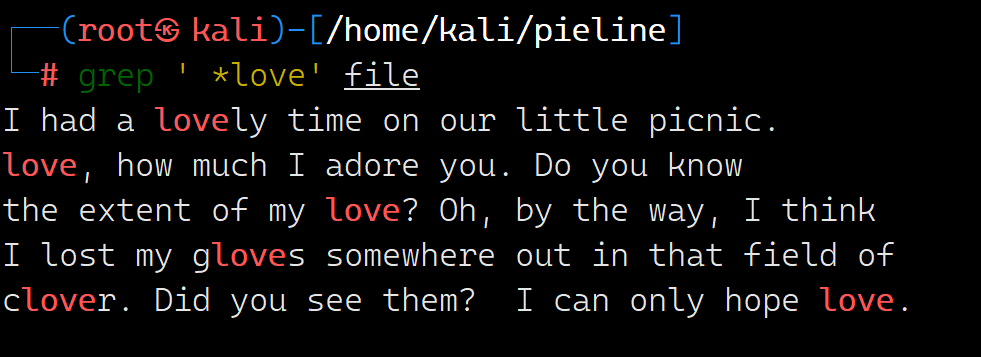 ┌──(root㉿ kali)-[/home/kali/pieline]
└─# grep ' *love' file
I had a lovely time on our little picnic.
love, how much I adore you. Do you know
the extent of my love? Oh, by the way, I think
I lost my gloves somewhere out in that field of
clover. Did you see them?  I can only hope love.